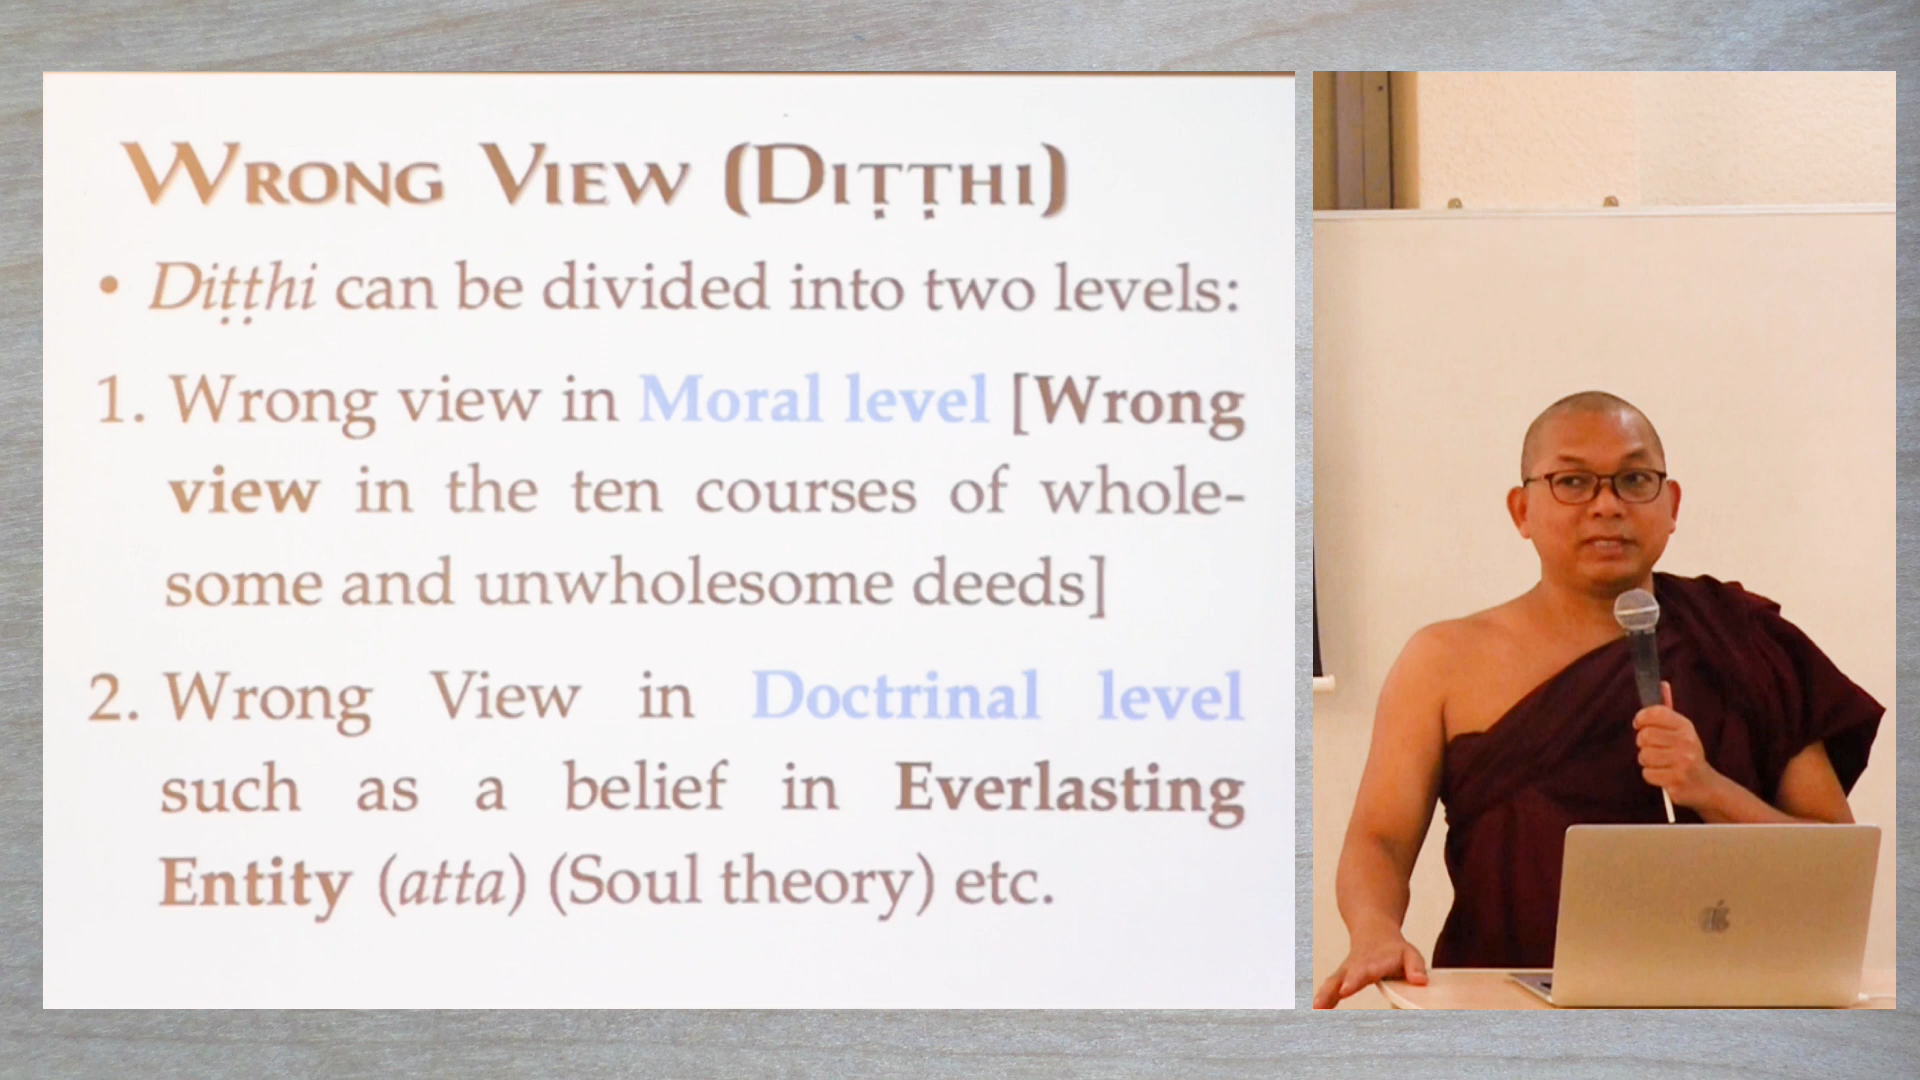 WRONG VIEW (DIṬṬHI)
• Diṭṭhi can be divided into two levels:
1. Wrong view in Moral level [Wrong
view in the ten courses of whole-
some and unwholesome deeds]
2. Wrong View in Doctrinal level
such as a belief in Everlasting
Entity (atta) (Soul theory) etc.